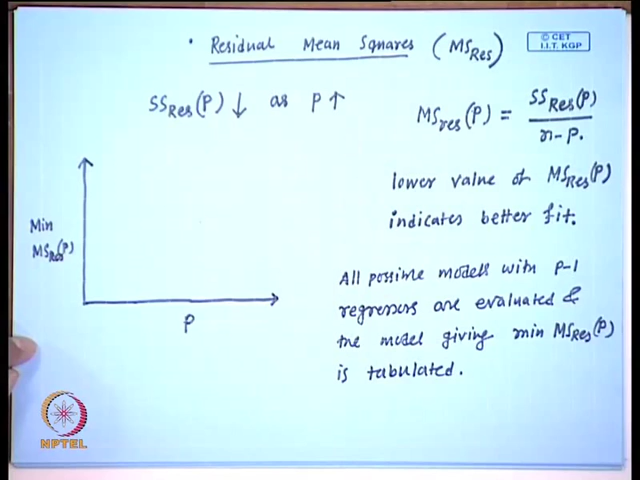 • Residual Mean Squares (MSRes)
© CET
I.I.T. KGP
SSRes(P) ↓ as P ↑
MSres(P) = SSRes(P) / n-p.
lower value of MSRes(P)
indicates better fit.
Min
MSRes(P)
P
All possible models with p-1
regressors are evaluated &
the model giving min MSRes(P)
is tabulated.
NPTEL